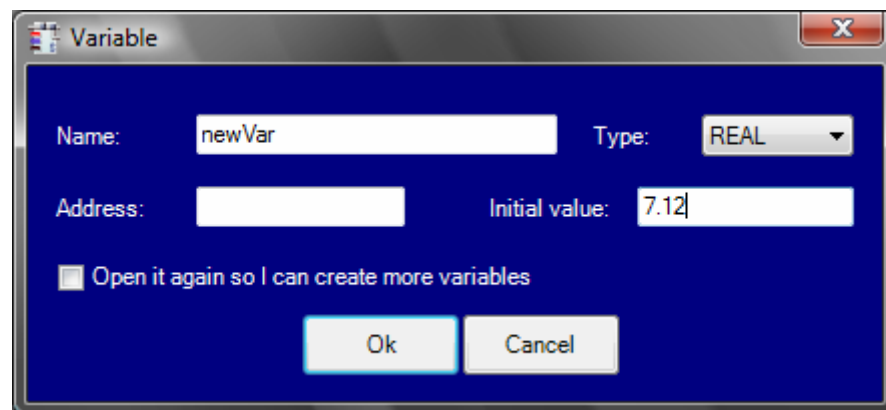 Variable
Name: newVar Type: REAL
Address: Initial value: 7.12
Open it again so I can create more variables
Ok Cancel